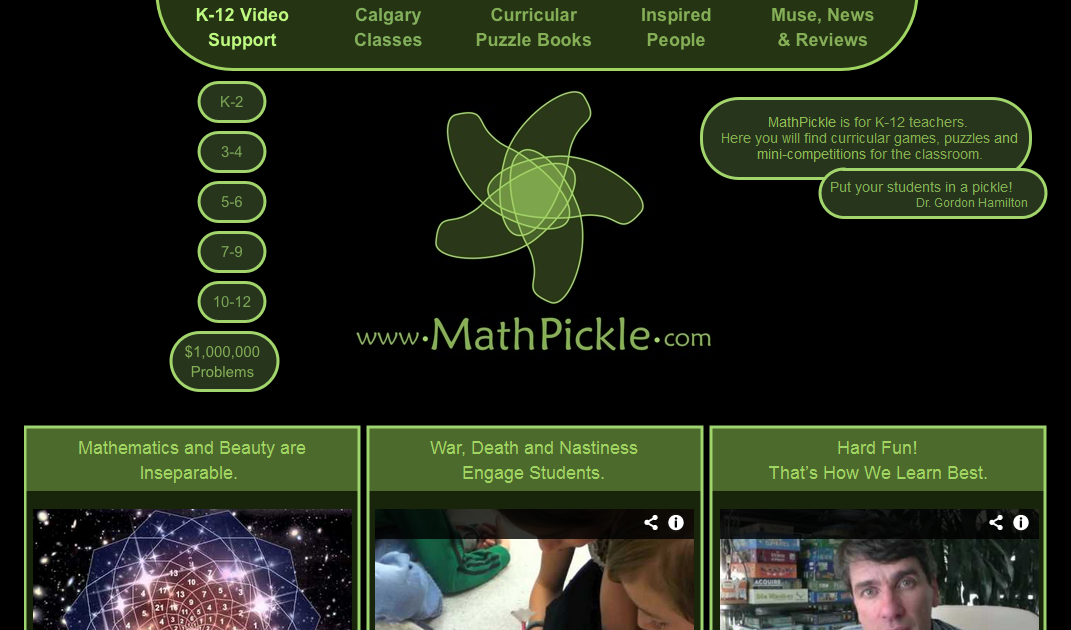 K-12 Video
Support
Calgary
Classes
Curricular
Puzzle Books
Inspired
People
Muse, News
& Reviews
K-2
3-4
5-6
7-9
10-12
$1,000,000
Problems
MathPickle is for K-12 teachers.
Here you will find curricular games, puzzles and
mini-competitions for the classroom.
Put your students in a pickle!
Dr. Gordon Hamilton
www.MathPickle.com
Mathematics and Beauty are
Inseparable.
War, Death and Nastiness
Engage Students.
Hard Fun!
That's How We Learn Best.
ACQUIRE